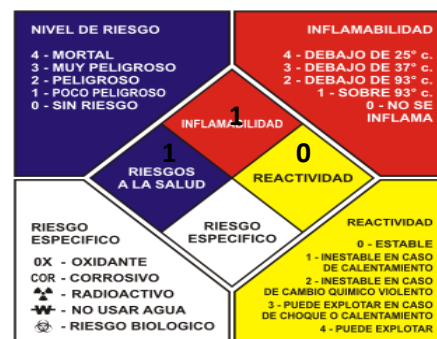 NIVEL DE RIESGO
4 - MORTAL
3 - MUY PELIGROSO
2 - PELIGROSO
1 - POCO PELIGROSO
0 - SIN RIESGO
INFLAMABILIDAD
4 - DEBAJO DE 25° c.
3 - DEBAJO DE 37° c.
2 - DEBAJO DE 93° c.
1 - SOBRE 93° c.
0 - NO SE
INFLAMA
1
INFLAMABILIDAD
1
RIESGOS
A LA SALUD
0
REACTIVIDAD
RIESGO
ESPECIFICO
RIESGO
ESPECIFICO
0X - OXIDANTE
COR - CORROSIVO
- RADIOACTIVO
W - NO USAR AGUA
- RIESGO BIOLOGICO
REACTIVIDAD
0 - ESTABLE
1 - INESTABLE EN CASO
DE CALENTAMIENTO
2 - INESTABLE EN CASO
DE CAMBIO QUIMICO VIOLENTO
3 - PUEDE EXPLOTAR EN CASO
DE CHOQUE O CALENTAMIENTO
4 - PUEDE EXPLOTAR